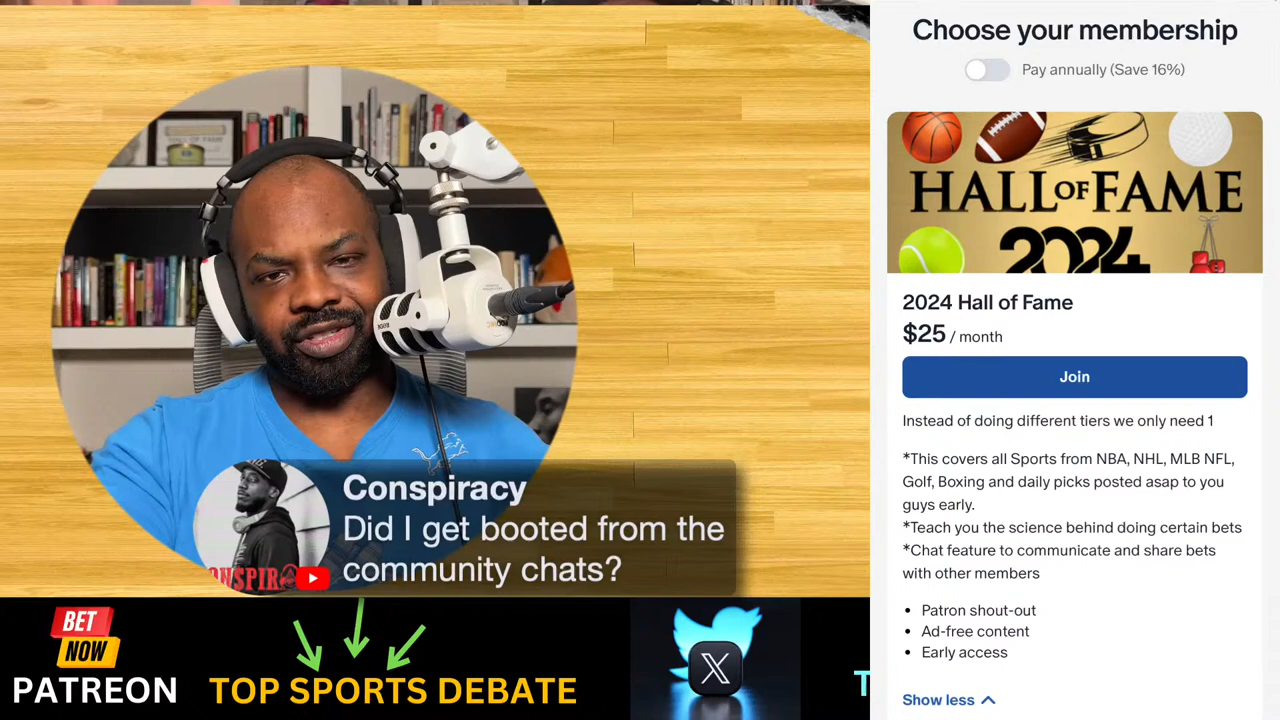 Choose your membership
Pay annually (Save 16%)
HALL OF FAME
2024
2024 Hall of Fame
$25 / month
Join
Instead of doing different tiers we only need 1
*This covers all Sports from NBA, NHL, MLB NFL,
Golf, Boxing and daily picks posted asap to you
guys early.
*Teach you the science behind doing certain bets
*Chat feature to communicate and share bets
with other members
• Patron shout-out
• Ad-free content
• Early access
Show less
Conspiracy
Did I get booted from the
community chats?
BET
NOW
PATREON
TOP SPORTS DEBATE
X
T